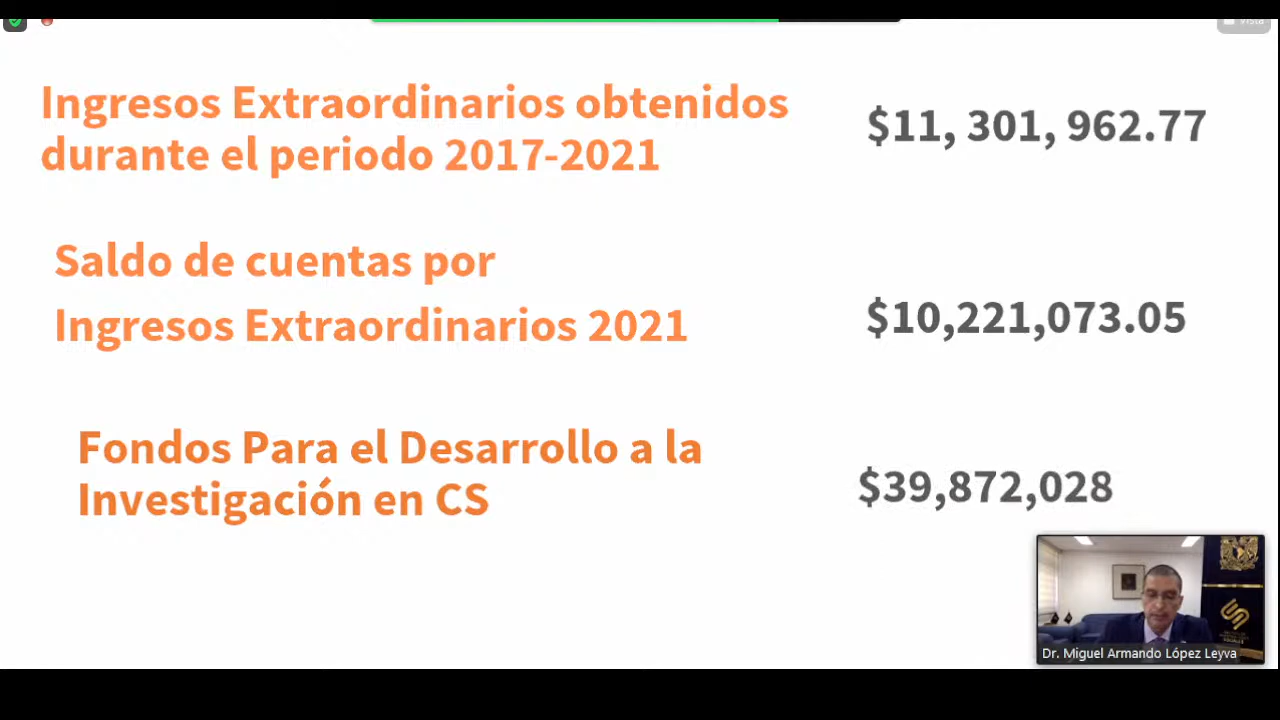 Vista
Ingresos Extraordinarios obtenidos
durante el periodo 2017-2021
$11, 301, 962.77
Saldo de cuentas por
Ingresos Extraordinarios 2021
$10,221,073.05
Fondos Para el Desarrollo a la
Investigación en CS
$39,872,028
Dr. Miguel Armando López Leyva